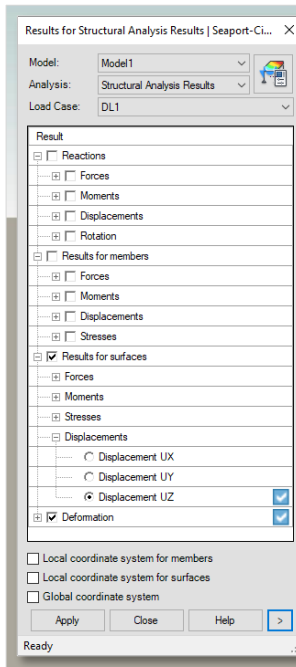 Results for Structural Analysis Results | Seaport-Ci...
Model: Model1
Analysis: Structural Analysis Results
Load Case: DL1
Result
Reactions
Forces
Moments
Displacements
Rotation
Results for members
Forces
Moments
Displacements
Stresses
Results for surfaces
Forces
Moments
Stresses
Displacements
Displacement UX
Displacement UY
Displacement UZ
Deformation
Local coordinate system for members
Local coordinate system for surfaces
Global coordinate system
Apply Close Help >
Ready